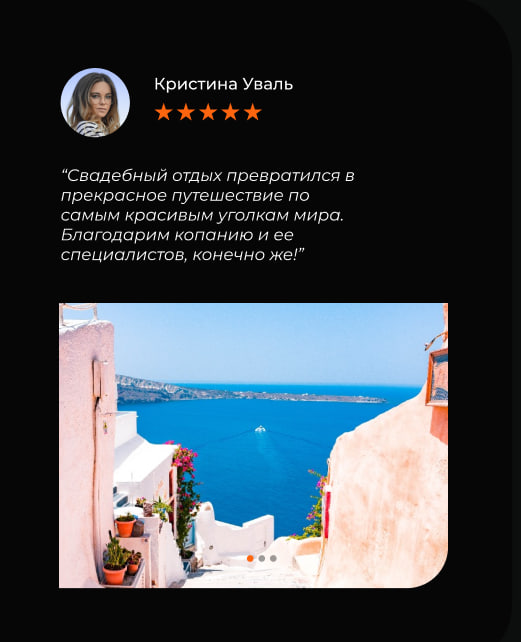 Кристина Уваль
“Свадебный отдых превратился в
прекрасное путешествие по
самым красивым уголкам мира.
Благодарим копанию и ее
специалистов, конечно же!”